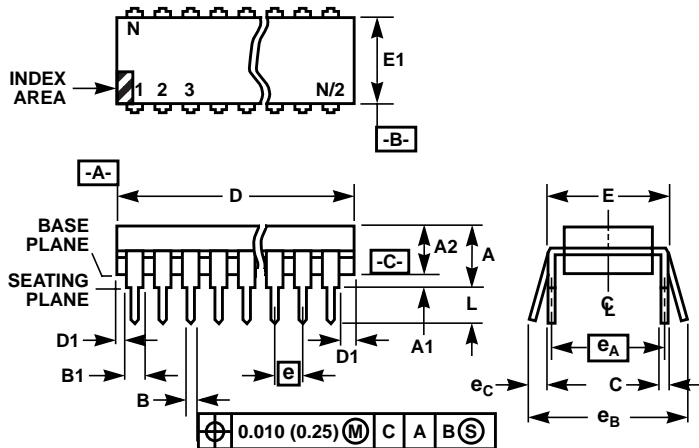 N
E1
INDEX
AREA
1 2 3 N/2
-B-
-A-
D
E
BASE
PLANE
A2
A
-C-
SEATING
PLANE
L
℄
D1
A1
D1
eA
B1
e
eC
C
B
eB
0.010 (0.25) Ⓜ C A B Ⓢ